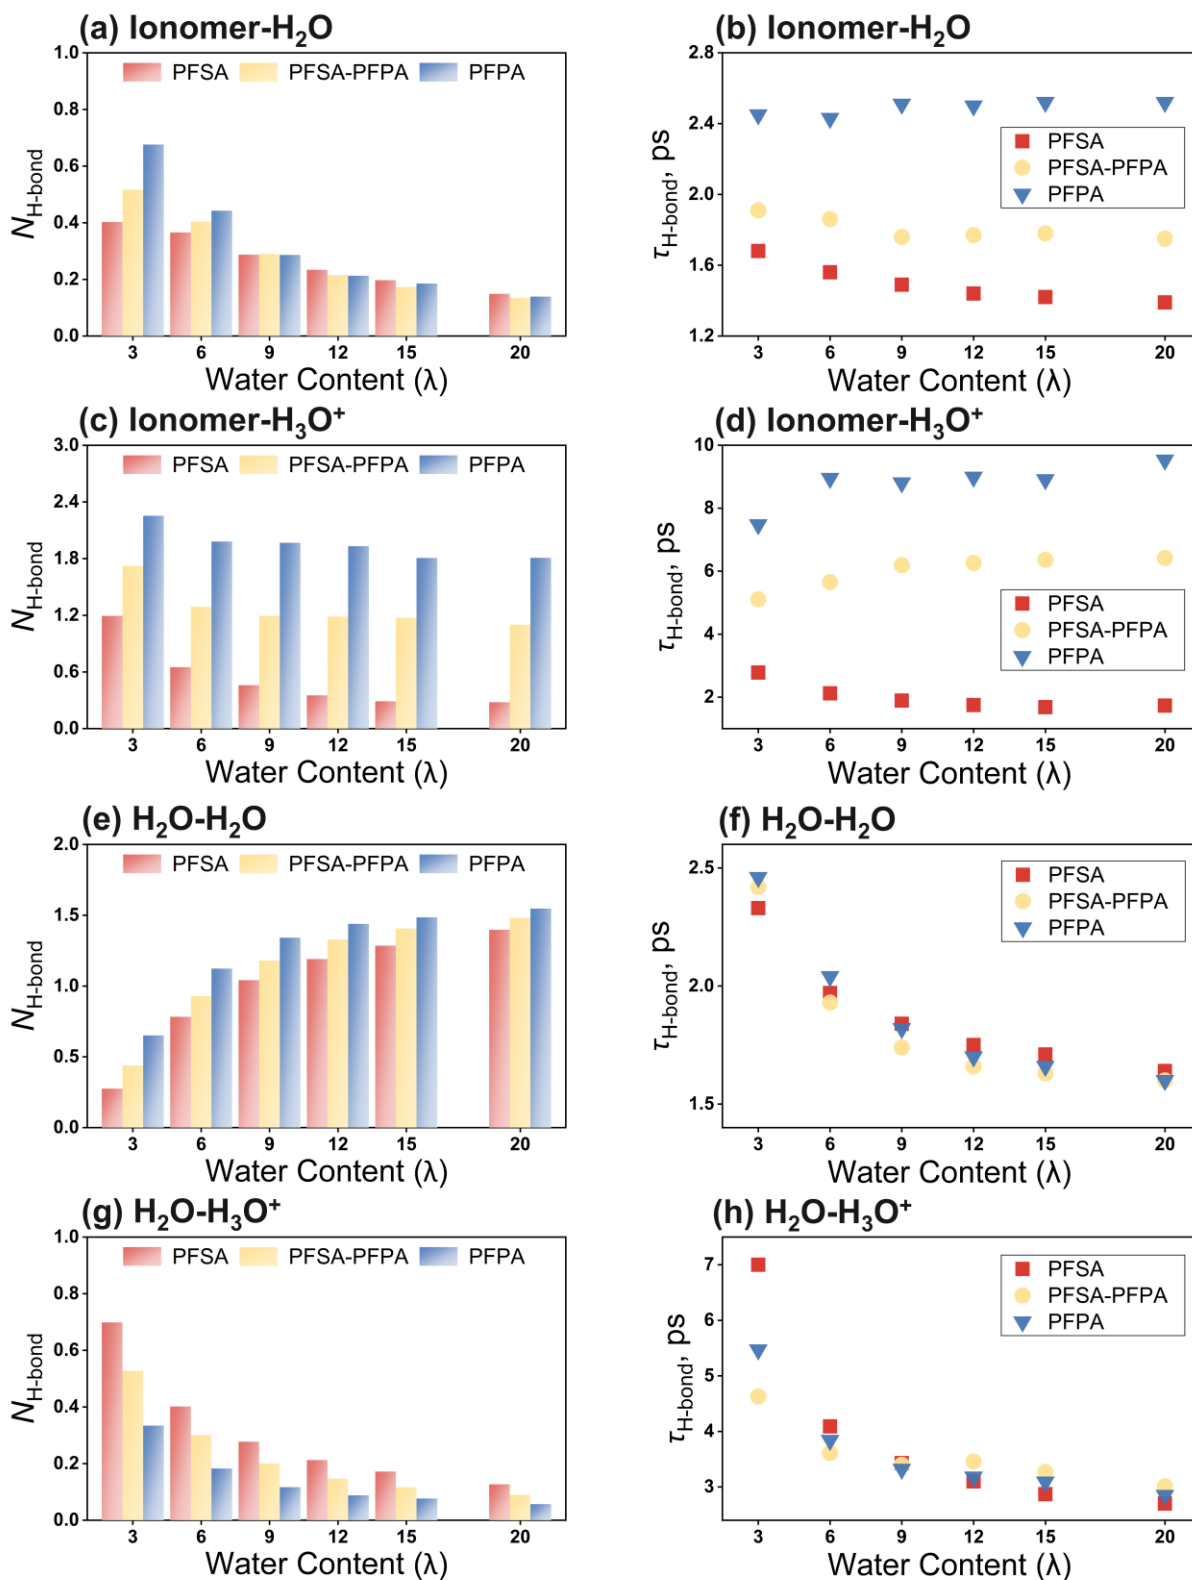 (a) Ionomer-H₂O
PFSA PFSA-PFPA PFPA
N_H-bond
1.0
0.8
0.6
0.4
0.2
0.0
3 6 9 12 15 20
Water Content (λ)
(b) Ionomer-H₂O
PFSA
PFSA-PFPA
PFPA
τ_H-bond, ps
2.8
2.4
2.0
1.6
1.2
3 6 9 12 15 20
Water Content (λ)
(c) Ionomer-H₃O⁺
PFSA PFSA-PFPA PFPA
N_H-bond
3.0
2.4
1.8
1.2
0.6
0.0
3 6 9 12 15 20
Water Content (λ)
(d) Ionomer-H₃O⁺
PFSA
PFSA-PFPA
PFPA
τ_H-bond, ps
10
8
6
4
2
3 6 9 12 15 20
Water Content (λ)
(e) H₂O-H₂O
PFSA PFSA-PFPA PFPA
N_H-bond
2.0
1.5
1.0
0.5
0.0
3 6 9 12 15 20
Water Content (λ)
(f) H₂O-H₂O
PFSA
PFSA-PFPA
PFPA
τ_H-bond, ps
2.5
2.0
1.5
3 6 9 12 15 20
Water Content (λ)
(g) H₂O-H₃O⁺
PFSA PFSA-PFPA PFPA
N_H-bond
1.0
0.8
0.6
0.4
0.2
0.0
3 6 9 12 15 20
Water Content (λ)
(h) H₂O-H₃O⁺
PFSA
PFSA-PFPA
PFPA
τ_H-bond, ps
7
6
5
4
3
3 6 9 12 15 20
Water Content (λ)